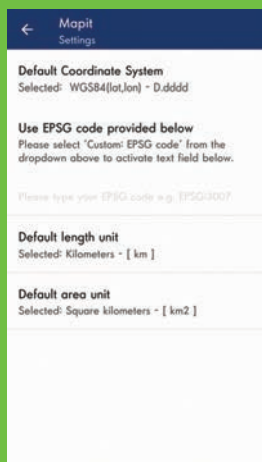 Mapit
Settings
Default Coordinate System
Selected: WGS84(lat,lon) - D.dddd
Use EPSG code provided below
Please select 'Custom: EPSG code' from the
dropdown above to activate text field below.
Please type your EPSG code e.g. EPSG:3007
Default length unit
Selected: Kilometers - [ km ]
Default area unit
Selected: Square kilometers - [ km2 ]